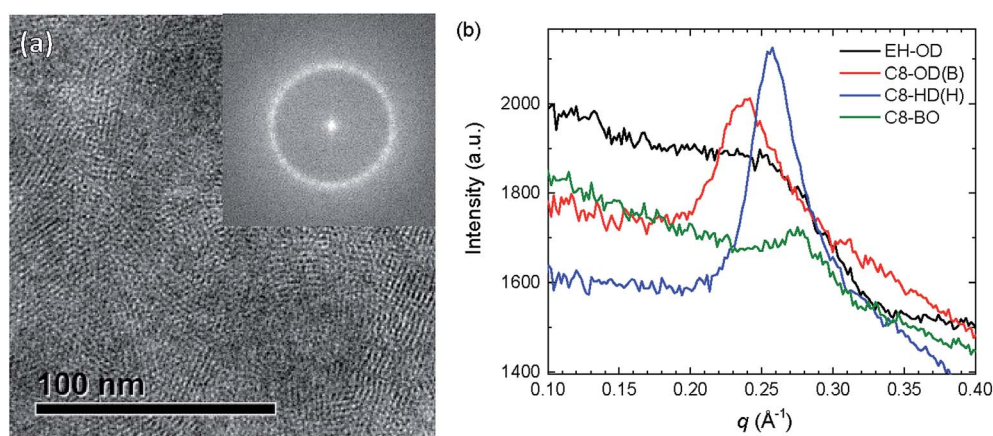 (a)
100 nm
(b)
EH-OD
C8-OD(B)
C8-HD(H)
C8-BO
2000
1800
1600
1400
Intensity (a.u.)
0.10 0.15 0.20 0.25 0.30 0.35 0.40
q (Å⁻¹)